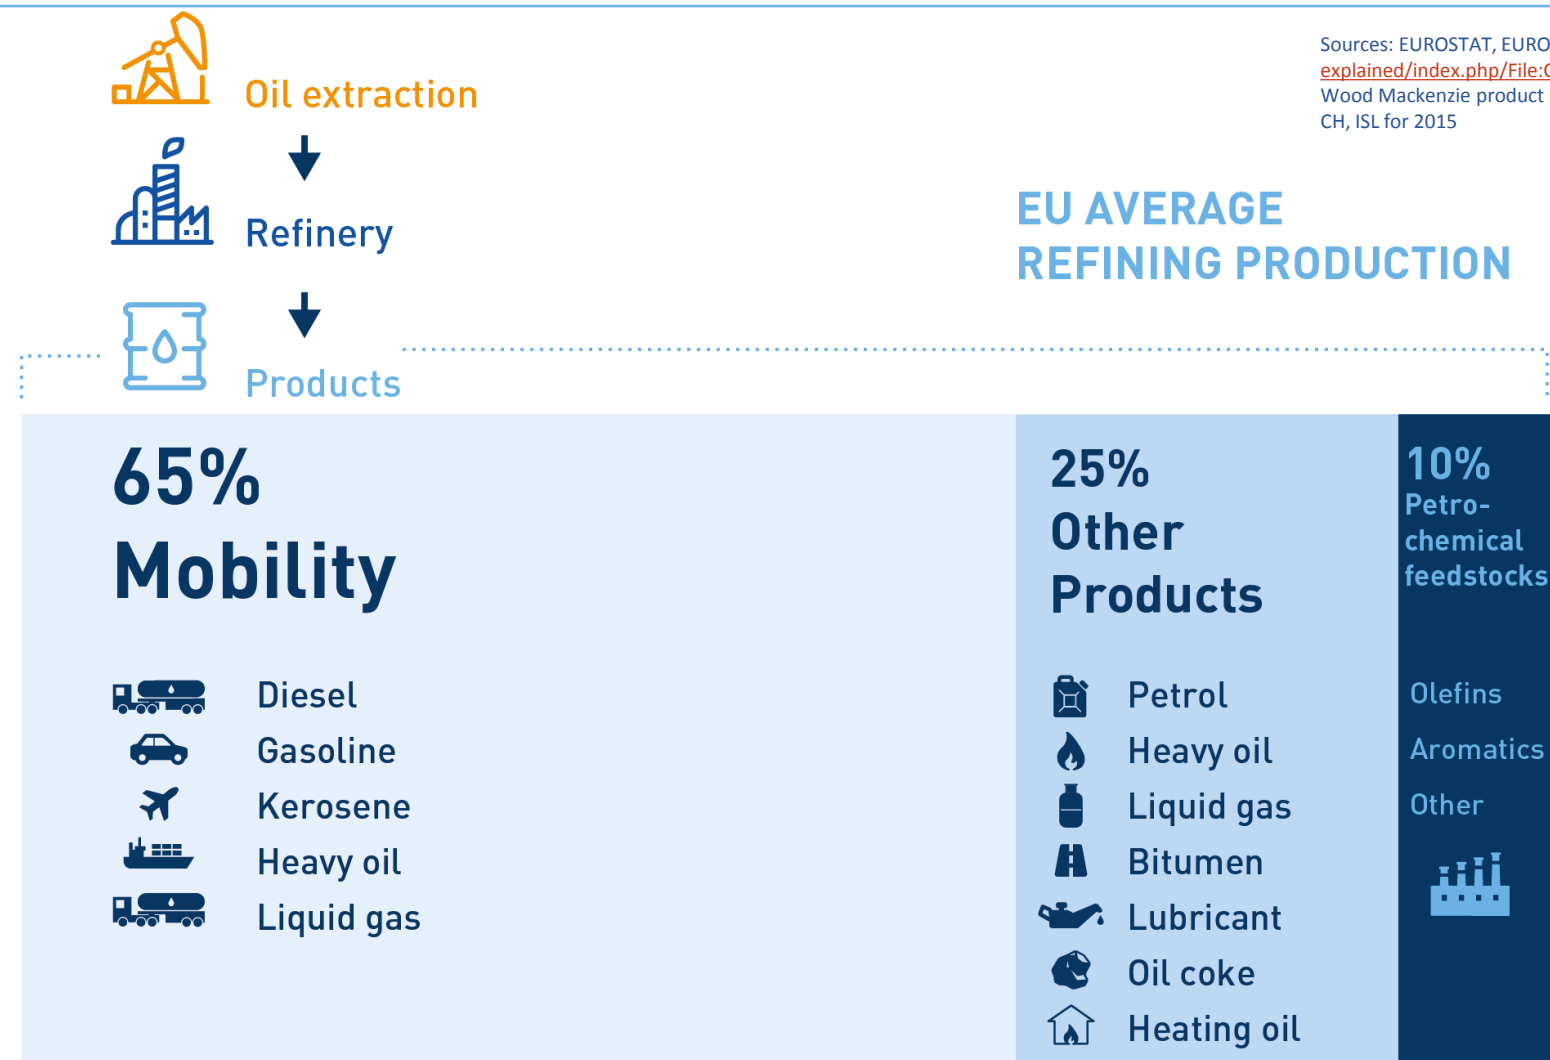 Sources: EUROSTAT, EURO
explained/index.php/File:C
Wood Mackenzie product
CH, ISL for 2015
Oil extraction
Refinery
Products
EU AVERAGE
REFINING PRODUCTION
65%
Mobility
Diesel
Gasoline
Kerosene
Heavy oil
Liquid gas
25%
Other
Products
Petrol
Heavy oil
Liquid gas
Bitumen
Lubricant
Oil coke
Heating oil
10%
Petro-
chemical
feedstocks
Olefins
Aromatics
Other